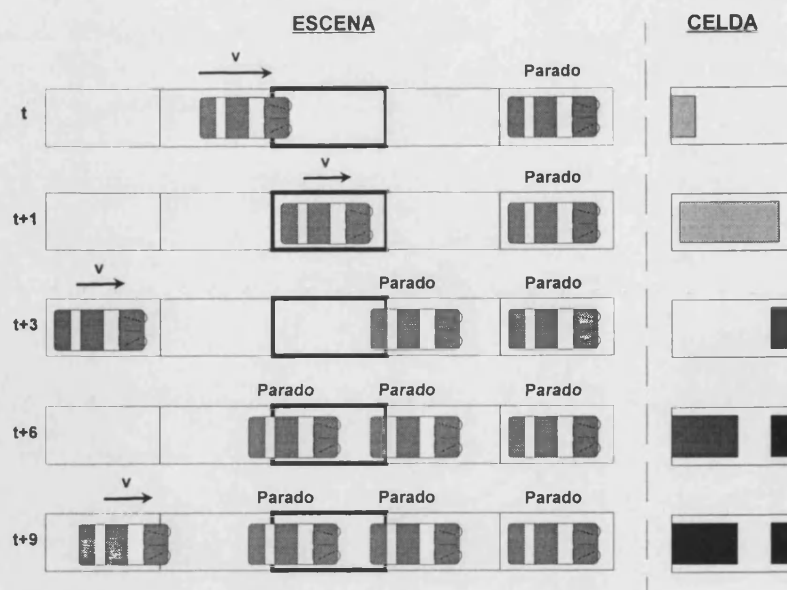 ESCENA CELDA
v Parado
t
v Parado
t+1
v Parado Parado
t+3
Parado Parado Parado
t+6
v Parado Parado Parado
t+9